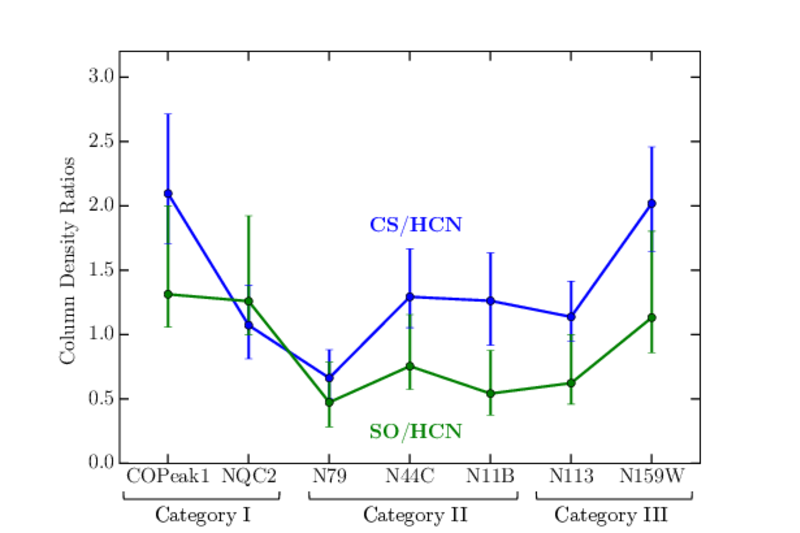 3.0
2.5
2.0
1.5
1.0
0.5
0.0
Column Density Ratios
CS/HCN
SO/HCN
COPeak1 NQC2 N79 N44C N11B N113 N159W
Category I Category II Category III